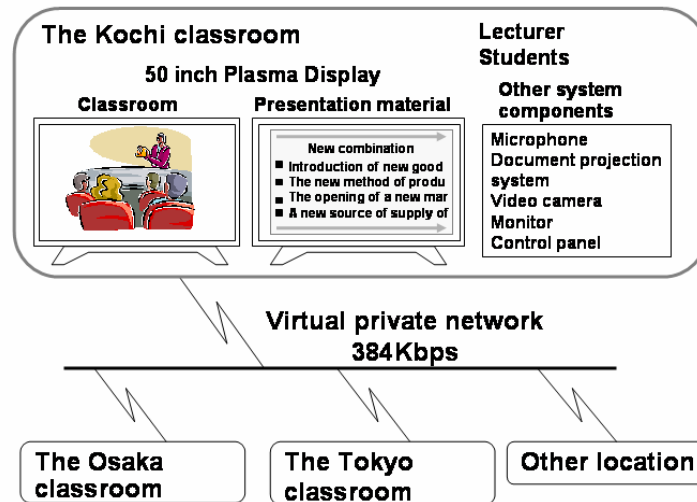 The Kochi classroom
Lecturer
Students
50 inch Plasma Display
Classroom
Presentation material
Other system
components
New combination
Introduction of new good
The new method of produ
The opening of a new mar
A new source of supply of
Microphone
Document projection
system
Video camera
Monitor
Control panel
Virtual private network
384Kbps
The Osaka
classroom
The Tokyo
classroom
Other location